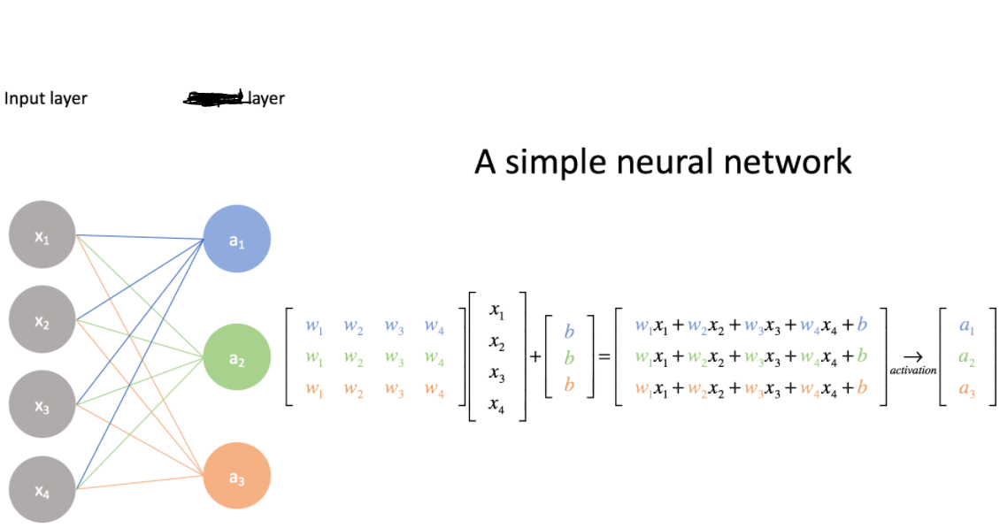 Input layer
layer
A simple neural network
x₁
x₂
x₃
x₄
a₁
a₂
a₃
w₁ w₂ w₃ w₄
w₁ w₂ w₃ w₄
w₁ w₂ w₃ w₄
x₁
x₂
x₃
x₄
+
b
b
b
=
w₁x₁ + w₂x₂ + w₃x₃ + w₄x₄ + b
w₁x₁ + w₂x₂ + w₃x₃ + w₄x₄ + b
w₁x₁ + w₂x₂ + w₃x₃ + w₄x₄ + b
→
activation
a₁
a₂
a₃